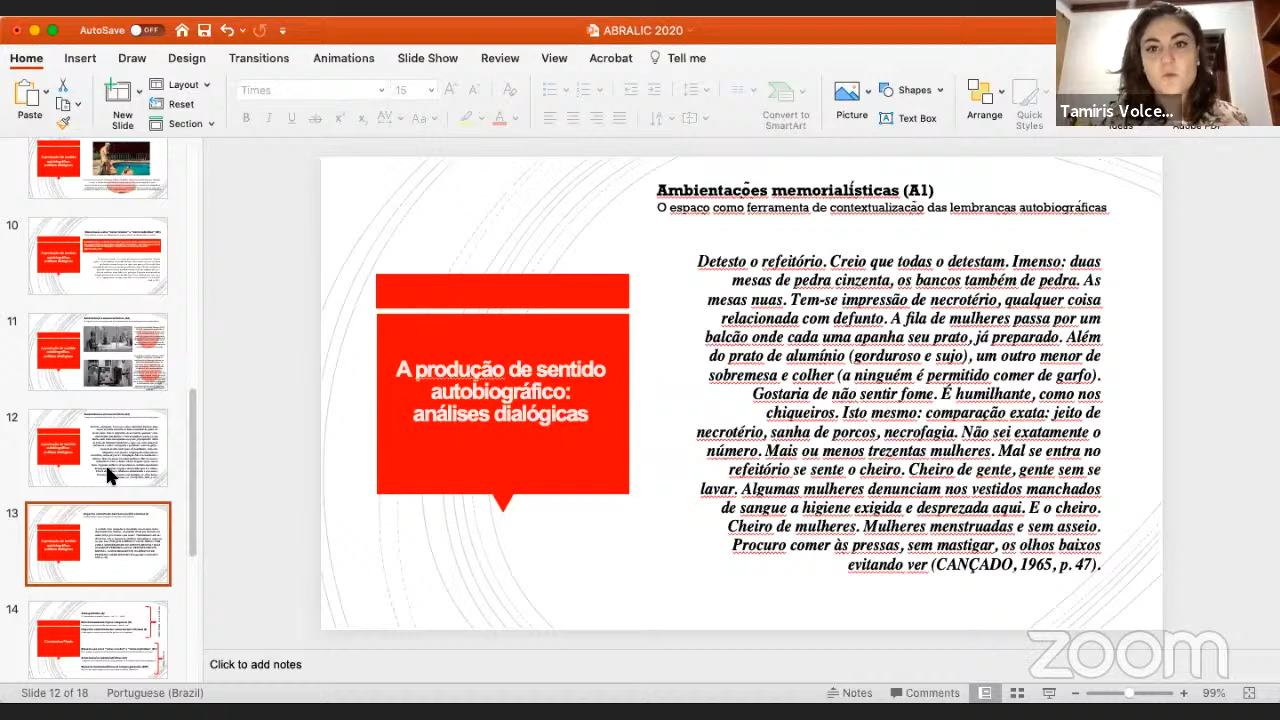 AutoSave OFF
ABRALIC 2020
Home Insert Draw Design Transitions Animations Slide Show Review View Acrobat Tell me
Paste
New
Slide
Layout
Reset
Section
Times 15
Convert to
SmartArt
Picture
Shapes
Text Box
Arrange
Quick
Styles
Tamiris Volce...
10
11
12
13
14
A produção de sentido
autobiográfico:
análises dialógicas
Ambientações memorialísticas (A1)
O espaço como ferramenta de contextualização das lembranças autobiográficas
Detesto o refeitório. Creio que todas o detestam. Imenso: duas
mesas de pedra cinzenta, os bancos também de pedra. As
mesas nuas. Tem-se impressão de necrotério, qualquer coisa
relacionada com defunto. A fila de mulheres passa por um
balcão onde cada uma apanha seu prato, já preparado. Além
do prato de alumínio (gorduroso e sujo), um outro menor de
sobremesa e colher (a ninguém é permitido comer de garfo).
Gostaria de não sentir fome. É humilhante, como nos
chiqueiros. Isto mesmo: comparação exata: jeito de
necrotério, sanha de porcos, necrofagia. Não sei exatamente o
número. Mais ou menos cinquenta mulheres. Mal se entra no
refeitório se sente o cheiro. Cheiro de gente, gente sem se
lavar. Algumas mulheres denunciam nos vestidos manchados
de sangue a higiene exigida e
É o cheiro.
Cheiro de mulheres. Mulheres menstruadas e sem asseio.
Procuro comer às pressas, sem mastigar, os olhos baixos
evitando ver (CANÇADO, 1965, p. 47).
zoom
Click to add notes
Slide 12 of 18 Portuguese (Brazil) Notes Comments 99%